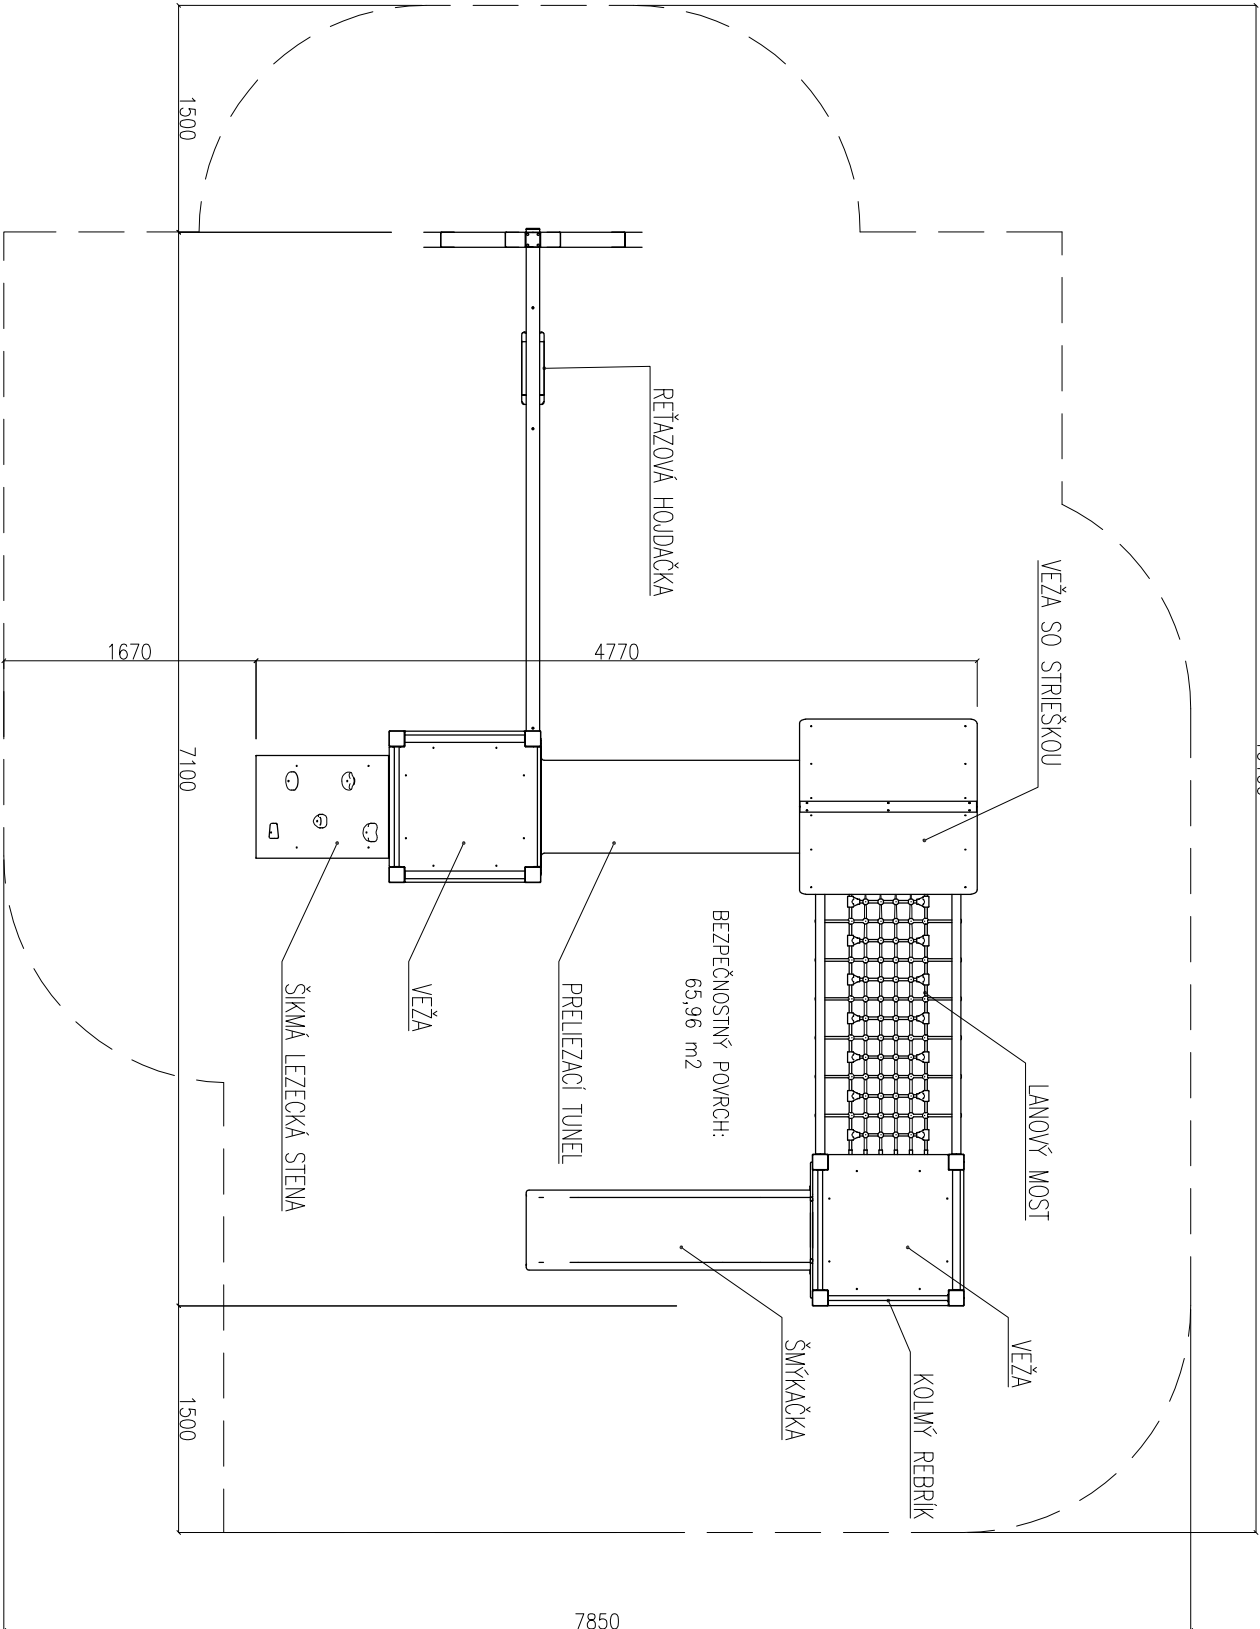 1500
REŤAZOVÁ HOJDAČKA
VEŽA SO STRIEŠKOU
1670
4770
7100
BEZPEČNOSTNÝ POVRCH:
65,96 m2
ŠIKMÁ LEZECKÁ STENA
VEŽA
PRELIEZACÍ TUNEL
LANOVÝ MOST
ŠMÝKAČKA
VEŽA
KOLMÝ REBRÍK
1500
7850